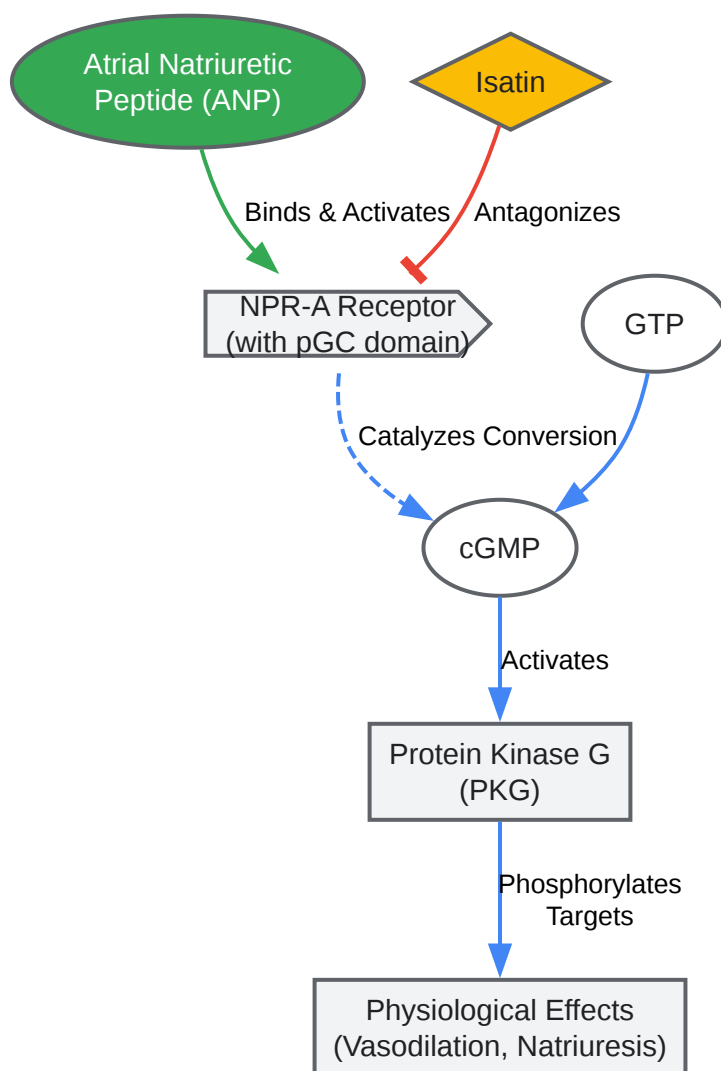 Atrial Natriuretic
Peptide (ANP)
Isatin
Binds & Activates
Antagonizes
NPR-A Receptor
(with pGC domain)
GTP
Catalyzes Conversion
cGMP
Activates
Protein Kinase G
(PKG)
Phosphorylates
Targets
Physiological Effects
(Vasodilation, Natriuresis)